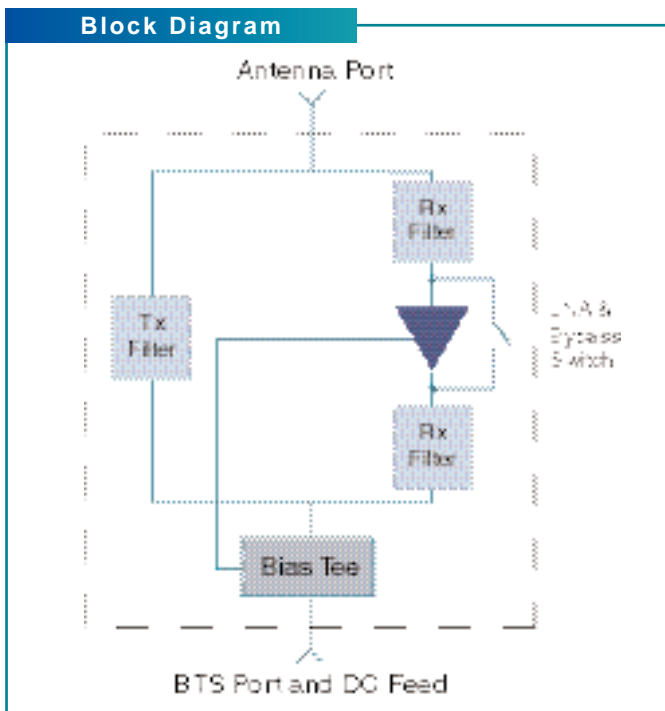 Block Diagram
Antenna Port
Rx
Filter
Tx
Filter
LNA &
Bypass
Switch
Rx
Filter
Bias Tee
BTS Port and DC Feed